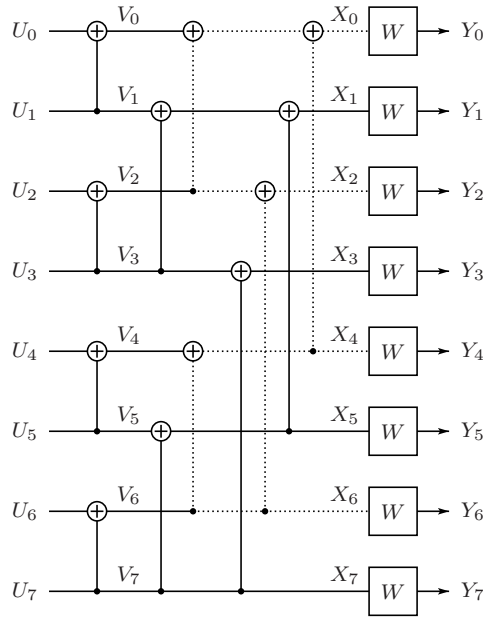 U₀ V₀ X₀ W Y₀
U₁ V₁ X₁ W Y₁
U₂ V₂ X₂ W Y₂
U₃ V₃ X₃ W Y₃
U₄ V₄ X₄ W Y₄
U₅ V₅ X₅ W Y₅
U₆ V₆ X₆ W Y₆
U₇ V₇ X₇ W Y₇